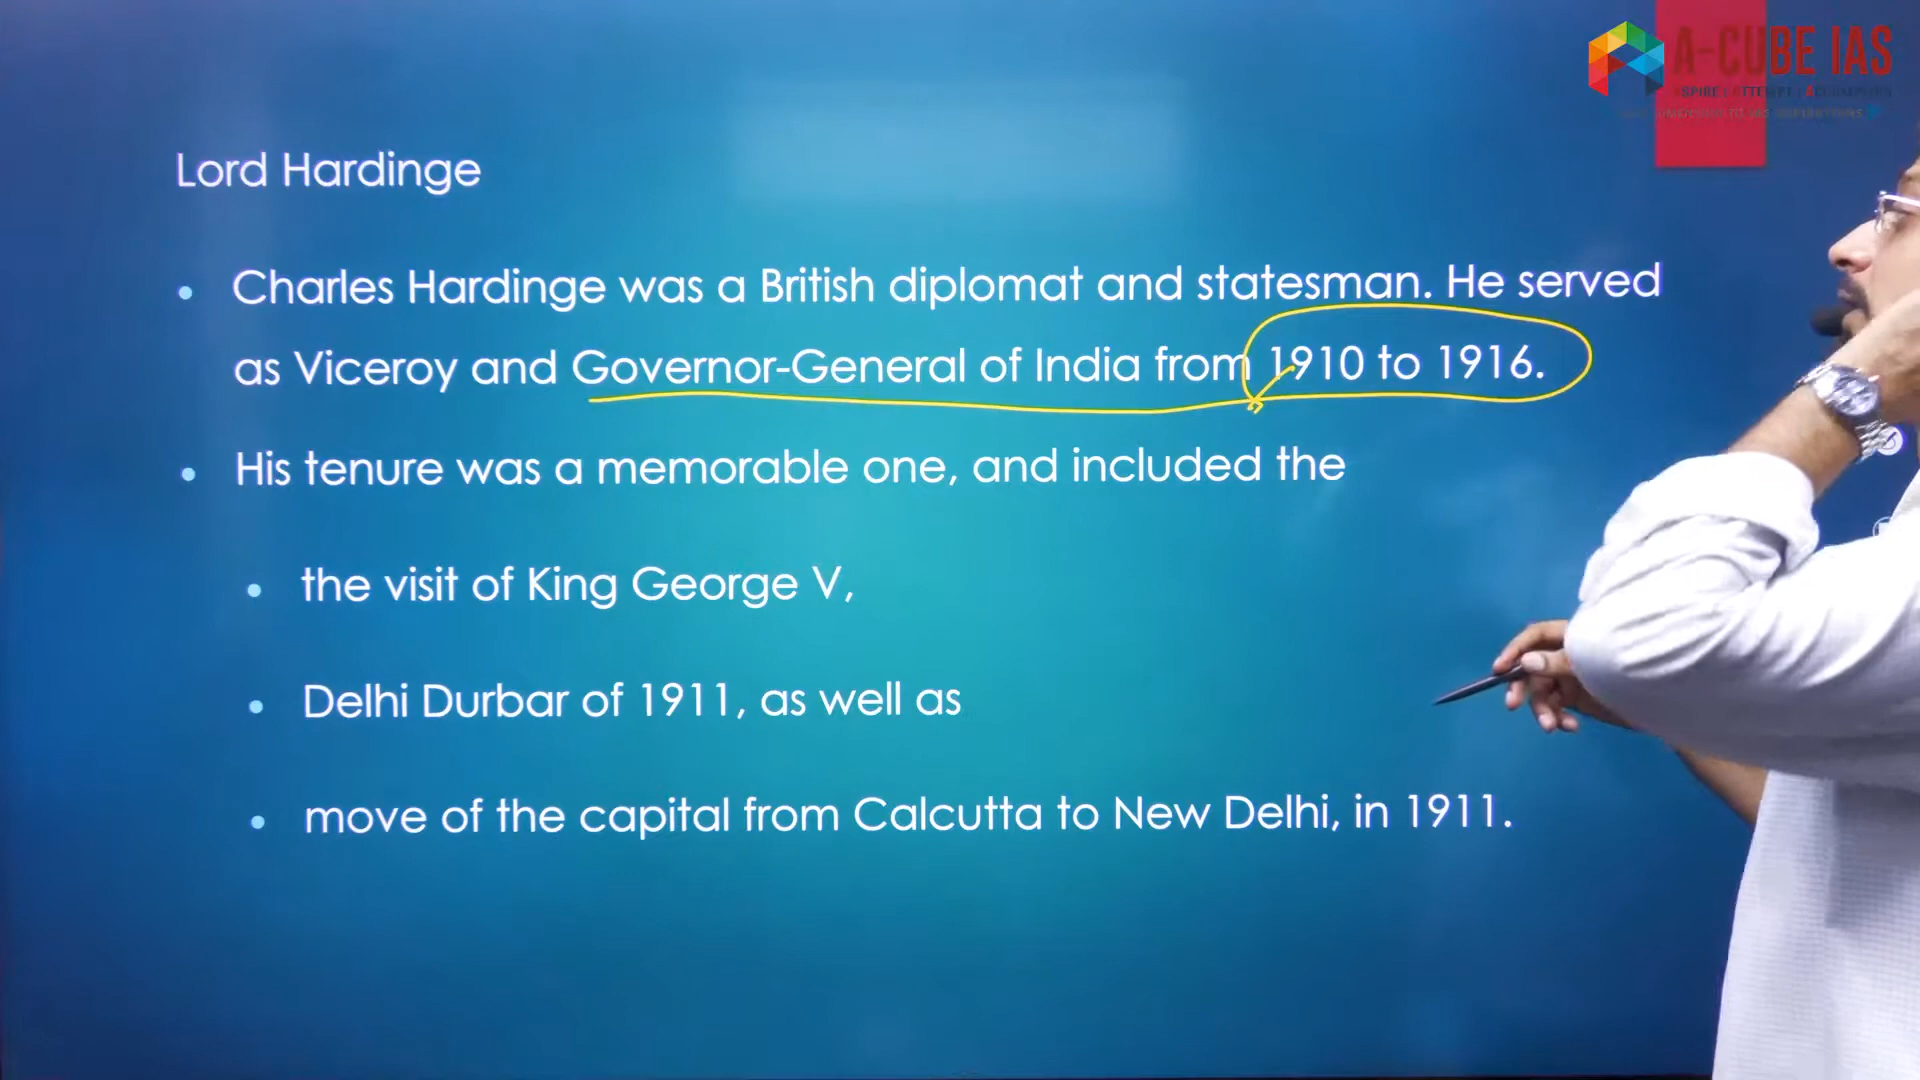 A-CUBE IAS
Lord Hardinge
• Charles Hardinge was a British diplomat and statesman. He served
as Viceroy and Governor-General of India from 1910 to 1916.
• His tenure was a memorable one, and included the
• the visit of King George V,
• Delhi Durbar of 1911, as well as
• move of the capital from Calcutta to New Delhi, in 1911.